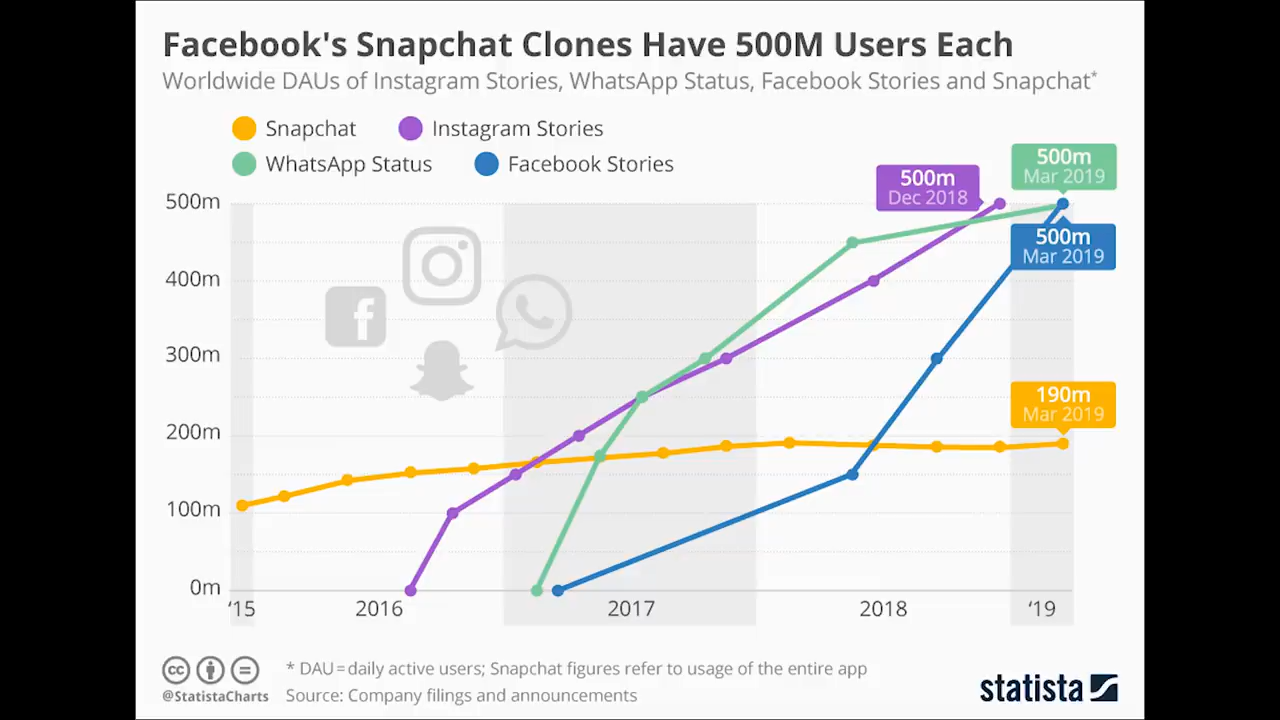 Facebook's Snapchat Clones Have 500M Users Each
Worldwide DAUs of Instagram Stories, WhatsApp Status, Facebook Stories and Snapchat*
Snapchat
Instagram Stories
WhatsApp Status
Facebook Stories
500m
Dec 2018
500m
Mar 2019
500m
Mar 2019
190m
Mar 2019
500m
400m
300m
200m
100m
0m
‘15
2016
2017
2018
‘19
* DAU = daily active users; Snapchat figures refer to usage of the entire app
Source: Company filings and announcements
cc
@StatistaCharts
statista